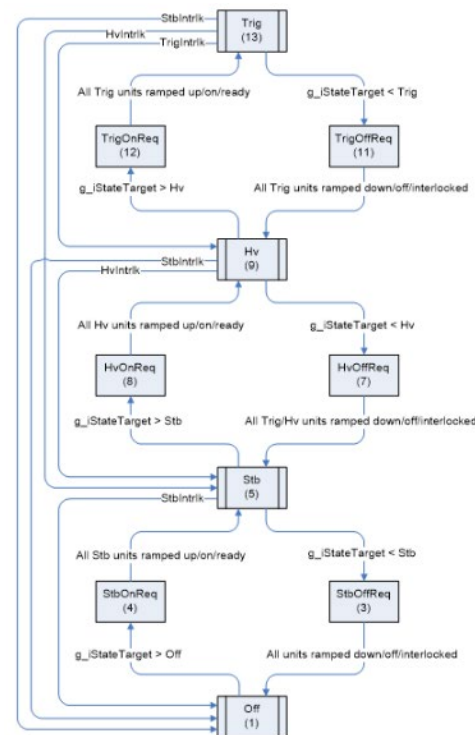 StbIntrlk
Trig
(13)
HvIntrlk
TrigIntrlk
All Trig units ramped up/on/ready
g_iStateTarget < Trig
TrigOnReq
(12)
TrigOffReq
(11)
g_iStateTarget > Hv
All Trig units ramped down/off/interlocked
Hv
(9)
StbIntrlk
HvIntrlk
All Hv units ramped up/on/ready
g_iStateTarget < Hv
HvOnReq
(8)
HvOffReq
(7)
g_iStateTarget > Stb
All Trig/Hv units ramped down/off/interlocked
Stb
(5)
StbIntrlk
All Stb units ramped up/on/ready
g_iStateTarget < Stb
StbOnReq
(4)
StbOffReq
(3)
g_iStateTarget > Off
All units ramped down/off/interlocked
Off
(1)